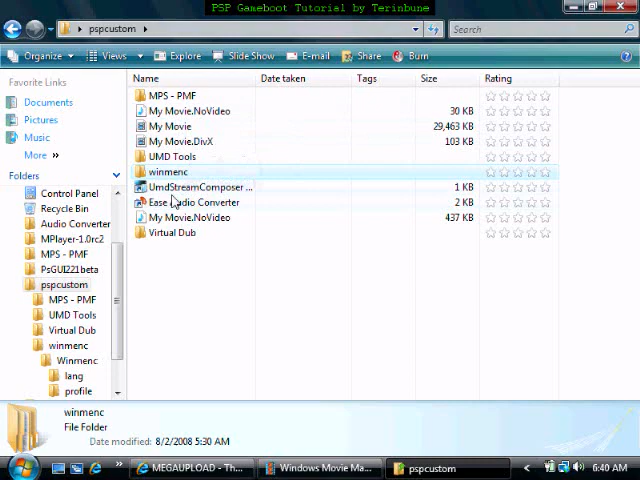 PSP Gameboot Tutorial by Terinbune
pspcustom
Search
Organize Views Explore Slide Show E-mail Share Burn
Favorite Links
Documents
Pictures
Music
More »
Folders
Control Panel
Recycle Bin
Audio Converter
MPlayer-1.0rc2
MPS - PMF
PsGUI221beta
pspcustom
MPS - PMF
UMD Tools
Virtual Dub
winmenc
Winmenc
lang
profile
Name Date taken Tags Size Rating
MPS - PMF
My Movie.NoVideo 30 KB
My Movie 29,463 KB
My Movie.DivX 103 KB
UMD Tools
winmenc
UmdStreamComposer ... 1 KB
Ease Audio Converter 2 KB
My Movie.NoVideo 437 KB
Virtual Dub
winmenc
File Folder
Date modified: 8/2/2008 5:30 AM
MEGAUPLOAD - Th... Windows Movie Ma... pspcustom 6:40 AM